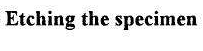 Etching the specimen